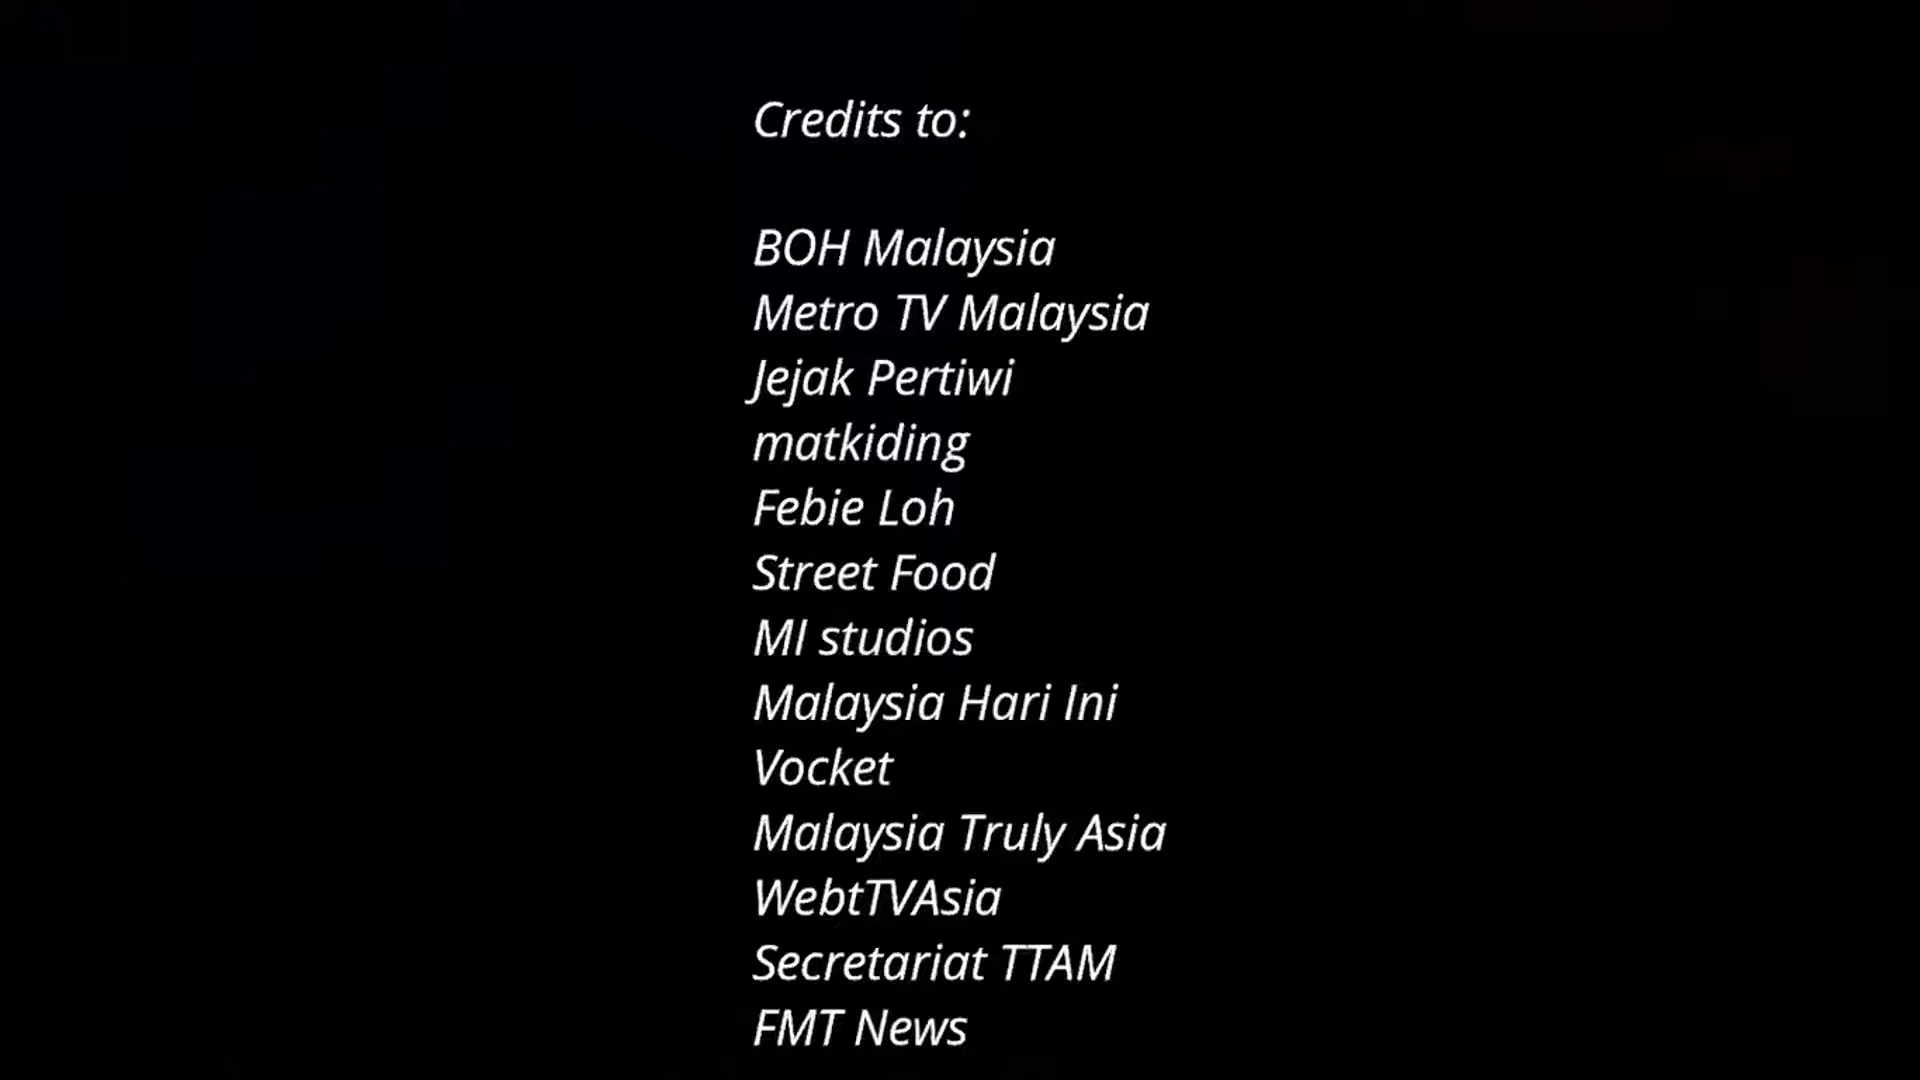 Credits to:
BOH Malaysia
Metro TV Malaysia
Jejak Pertiwi
matkiding
Febie Loh
Street Food
MI studios
Malaysia Hari Ini
Vocket
Malaysia Truly Asia
WebtTVAsia
Secretariat TTAM
FMT News